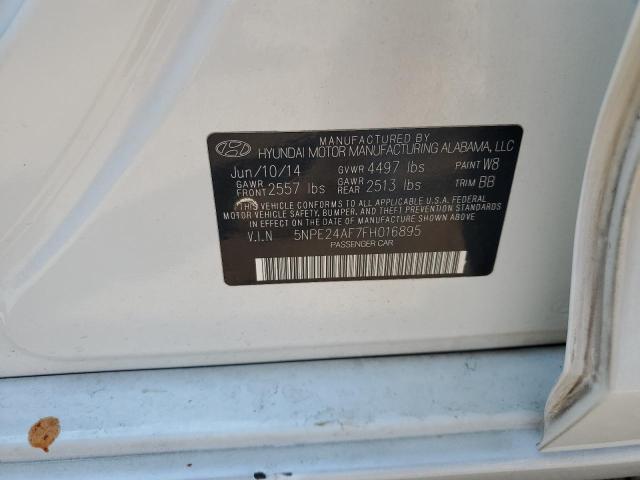 MANUFACTURED BY
HYUNDAI MOTOR MANUFACTURING ALABAMA, LLC
Jun/10/14 GVWR 4497 lbs PAINT W8
GAWR FRONT 2557 lbs GAWR REAR 2513 lbs TRIM BB
THIS VEHICLE CONFORMS TO ALL APPLICABLE U.S.A. FEDERAL
MOTOR VEHICLE SAFETY, BUMPER, AND THEFT PREVENTION STANDARDS
IN EFFECT ON THE DATE OF MANUFACTURE SHOWN ABOVE.
V.I.N 5NPE24AF7FH016895
PASSENGER CAR